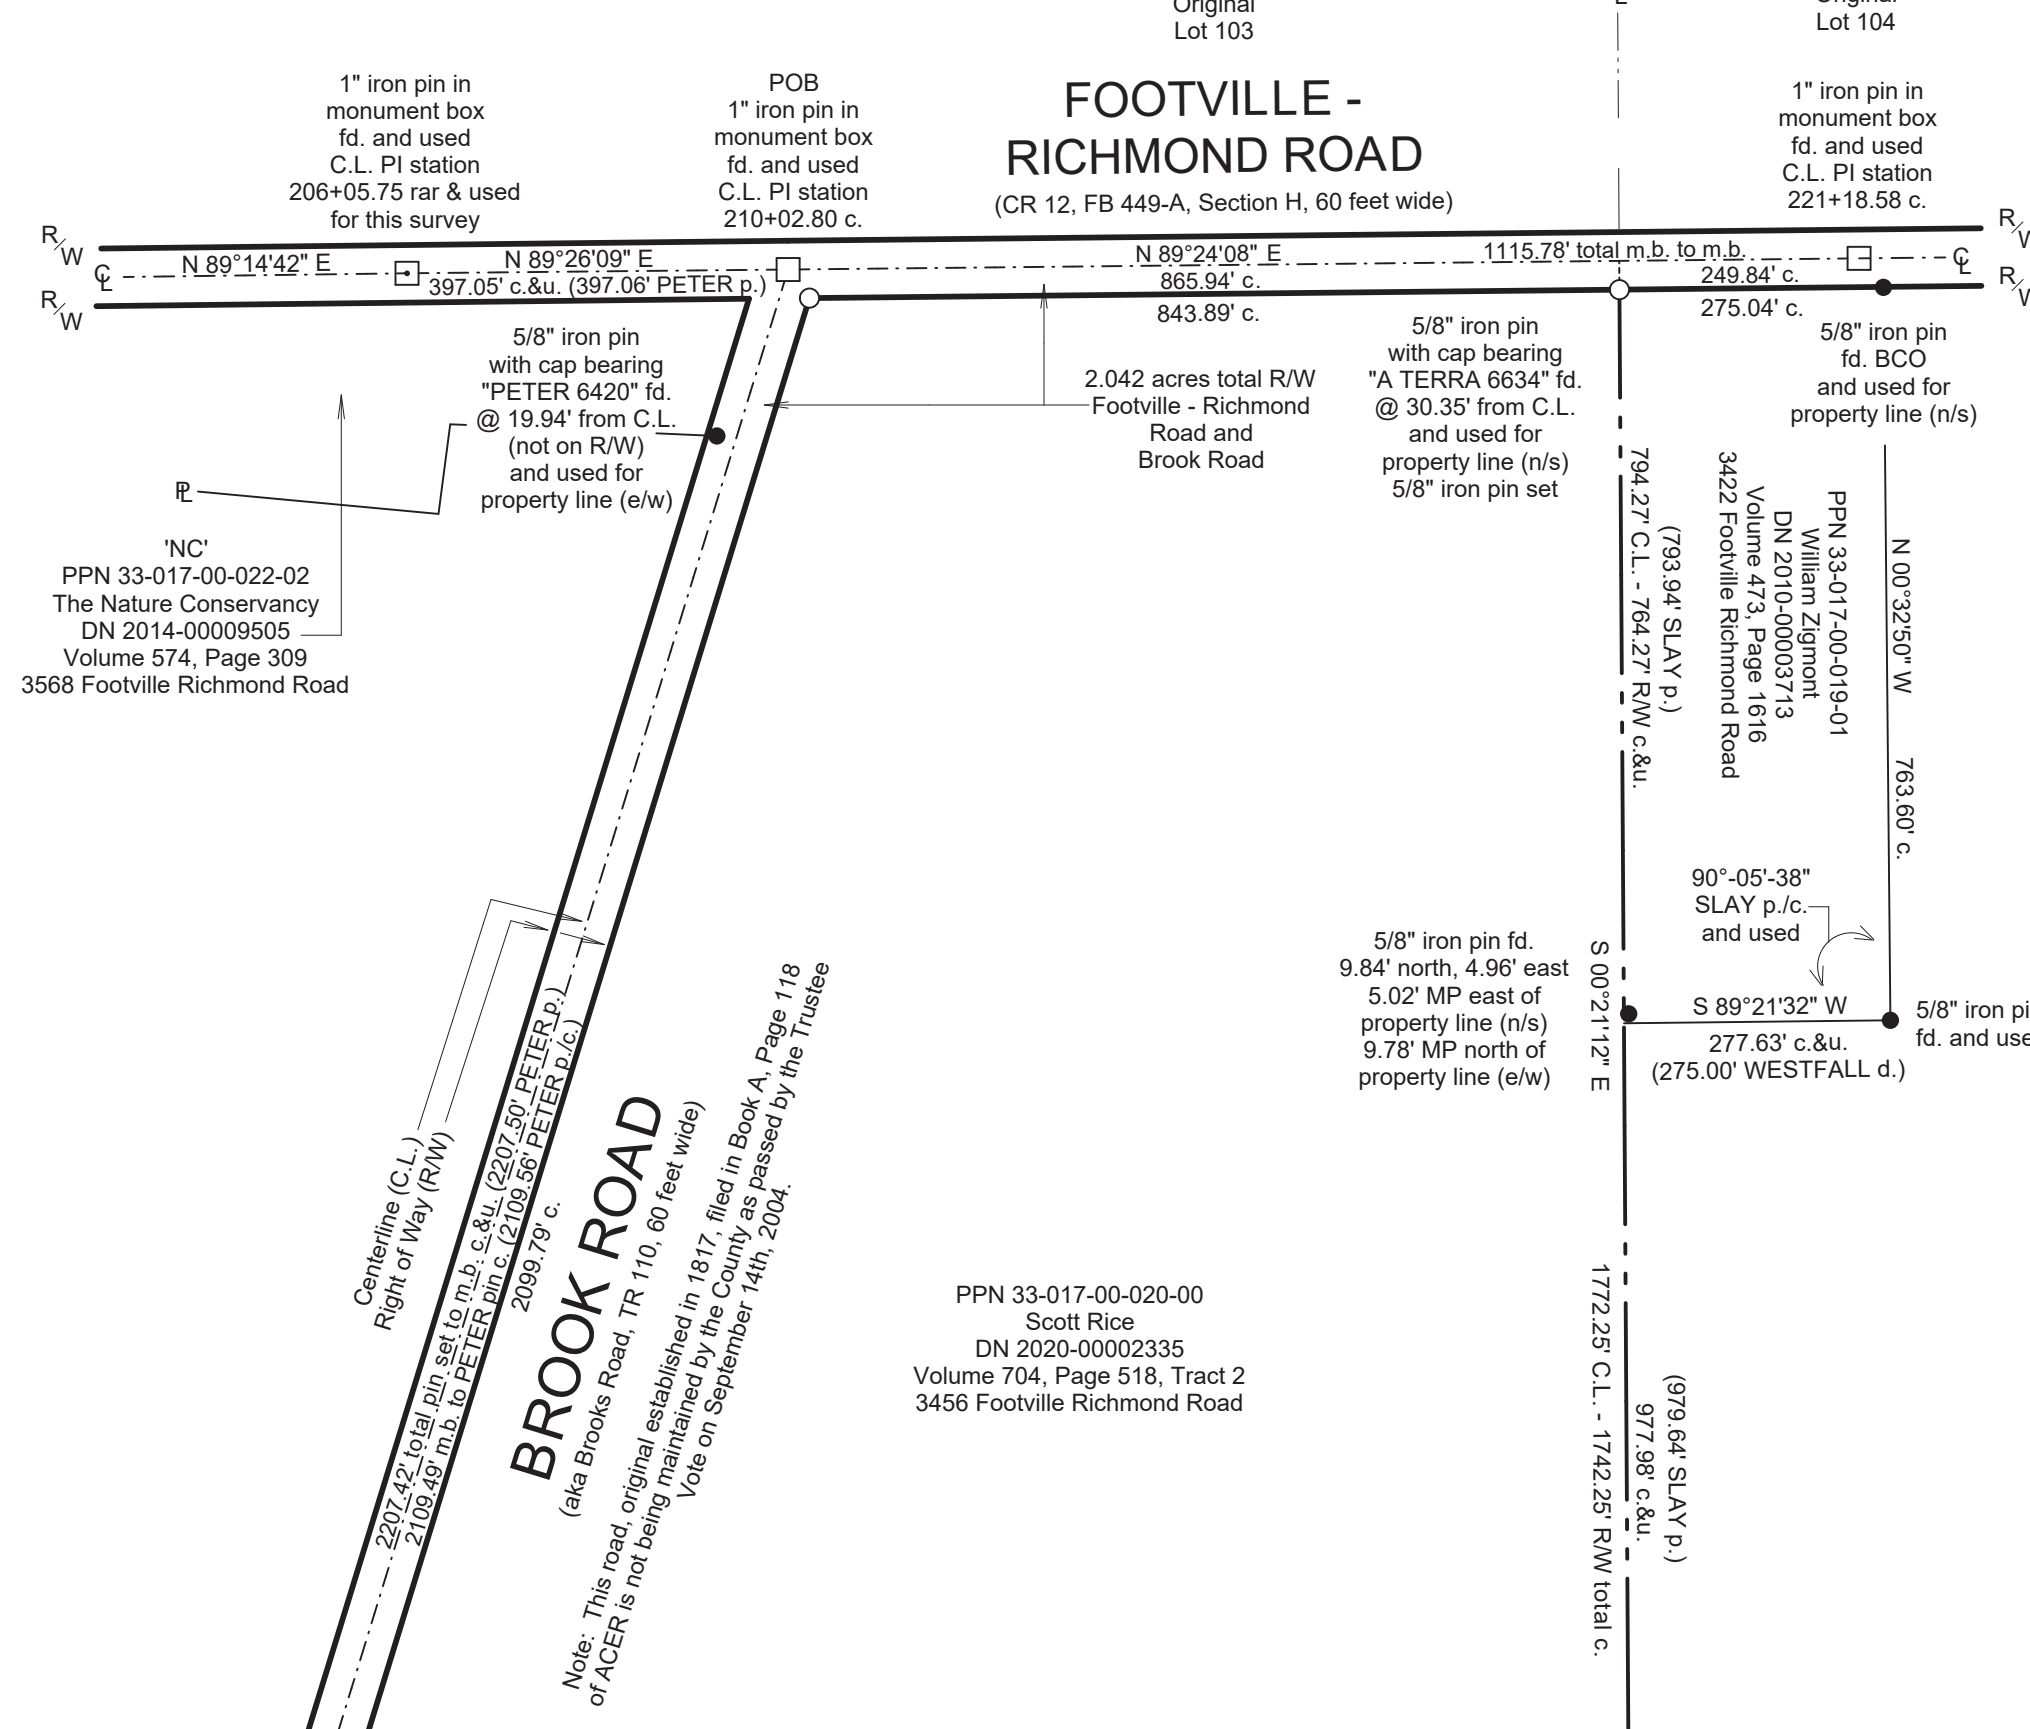 Original
Lot 103
Original
Lot 104
1" iron pin in
monument box
fd. and used
C.L. PI station
206+05.75 rar & used
for this survey
POB
1" iron pin in
monument box
fd. and used
C.L. PI station
210+02.80 c.
FOOTVILLE -
RICHMOND ROAD
(CR 12, FB 449-A, Section H, 60 feet wide)
1" iron pin in
monument box
fd. and used
C.L. PI station
221+18.58 c.
R/W
R/W
R/W
R/W
CL
CL
N 89°14'42" E
N 89°26'09" E
397.05' c.&u. (397.06' PETER p.)
N 89°24'08" E
865.94' c.
843.89' c.
1115.78' total m.b. to m.b.
249.84' c.
275.04' c.
5/8" iron pin
with cap bearing
"PETER 6420" fd.
@ 19.94' from C.L.
(not on R/W)
and used for
property line (e/w)
PL
2.042 acres total R/W
Footville - Richmond
Road and
Brook Road
5/8" iron pin
with cap bearing
"A TERRA 6634" fd.
@ 30.35' from C.L.
and used for
property line (n/s)
5/8" iron pin set
5/8" iron pin
fd. BCO
and used for
property line (n/s)
'NC'
PPN 33-017-00-022-02
The Nature Conservancy
DN 2014-00009505
Volume 574, Page 309
3568 Footville Richmond Road
794.27' C.L. - 764.27' R/W c.&u.
(793.94' SLAY p.)
PPN 33-017-00-019-01
William Zigmont
DN 2010-00003713
Volume 473, Page 1616
3422 Footville Richmond Road
N 00°32'50" W
763.60' c.
90°-05'-38"
SLAY p./c.
and used
5/8" iron pin fd.
9.84' north, 4.96' east
5.02' MP east of
property line (n/s)
9.78' MP north of
property line (e/w)
S 00°21'12" E
S 89°21'32" W
277.63' c.&u.
(275.00' WESTFALL d.)
5/8" iron pi
fd. and use
Centerline (C.L.)
Right of Way (R/W)
2207.42' total pin set to m.b. c.&u. (2207.50' PETER p.)
2109.49' m.b. to PETER pin c. (2109.56' PETER p./c.)
2099.79' c.
BROOK ROAD
(aka Brooks Road, TR 110, 60 feet wide)
Note: This road, original established in 1817, filed in Book A, Page 118
of ACER is not being maintained by the County as passed by the Trustee
Vote on September 14th, 2004.
PPN 33-017-00-020-00
Scott Rice
DN 2020-00002335
Volume 704, Page 518, Tract 2
3456 Footville Richmond Road
1772.25' C.L. - 1742.25' R/W total c.
977.98' c.&u.
(979.64' SLAY p.)